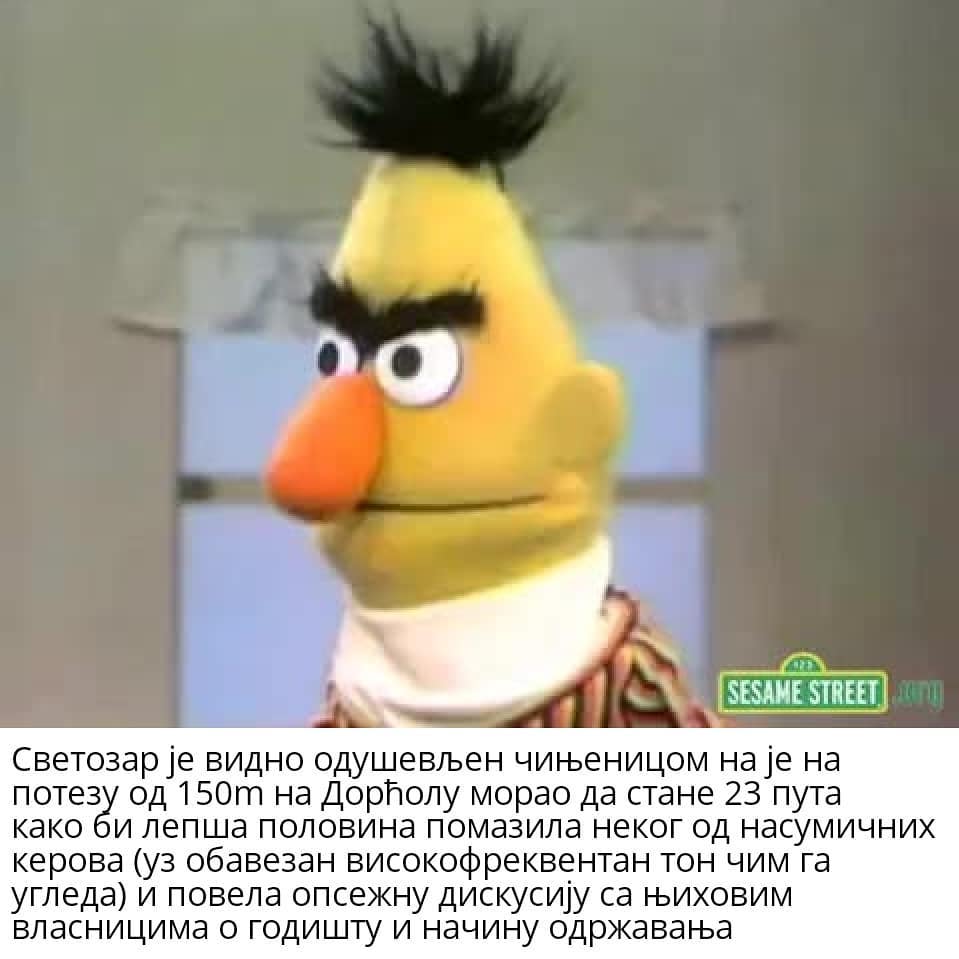 123
SESAME STREET
.org
Светозар је видно одушевљен чињеницом на је на
потезу од 150m на Дорћолу морао да стане 23 пута
како би лепша половина помазила неког од насумичних
керова (уз обавезан високофреквентан тон чим га
угледа) и повела опсежну дискусију са њиховим
власницима о годишту и начину одржавања